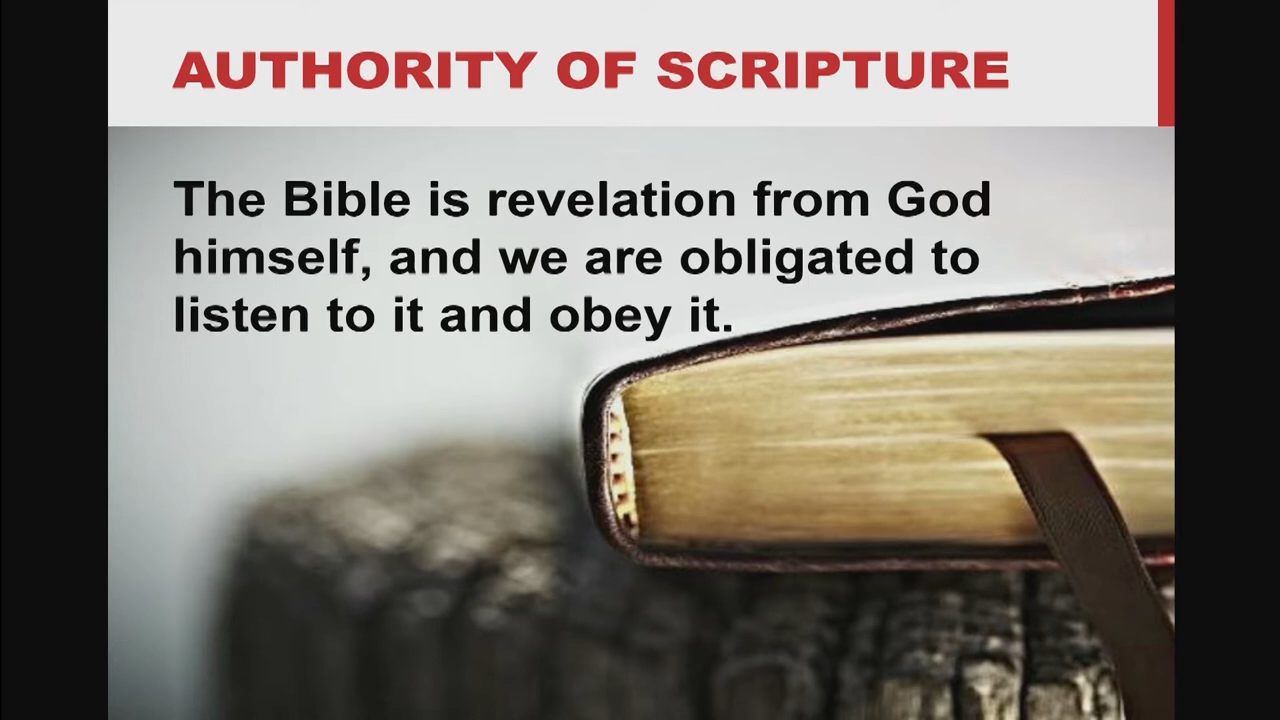 AUTHORITY OF SCRIPTURE
The Bible is revelation from God
himself, and we are obligated to
listen to it and obey it.